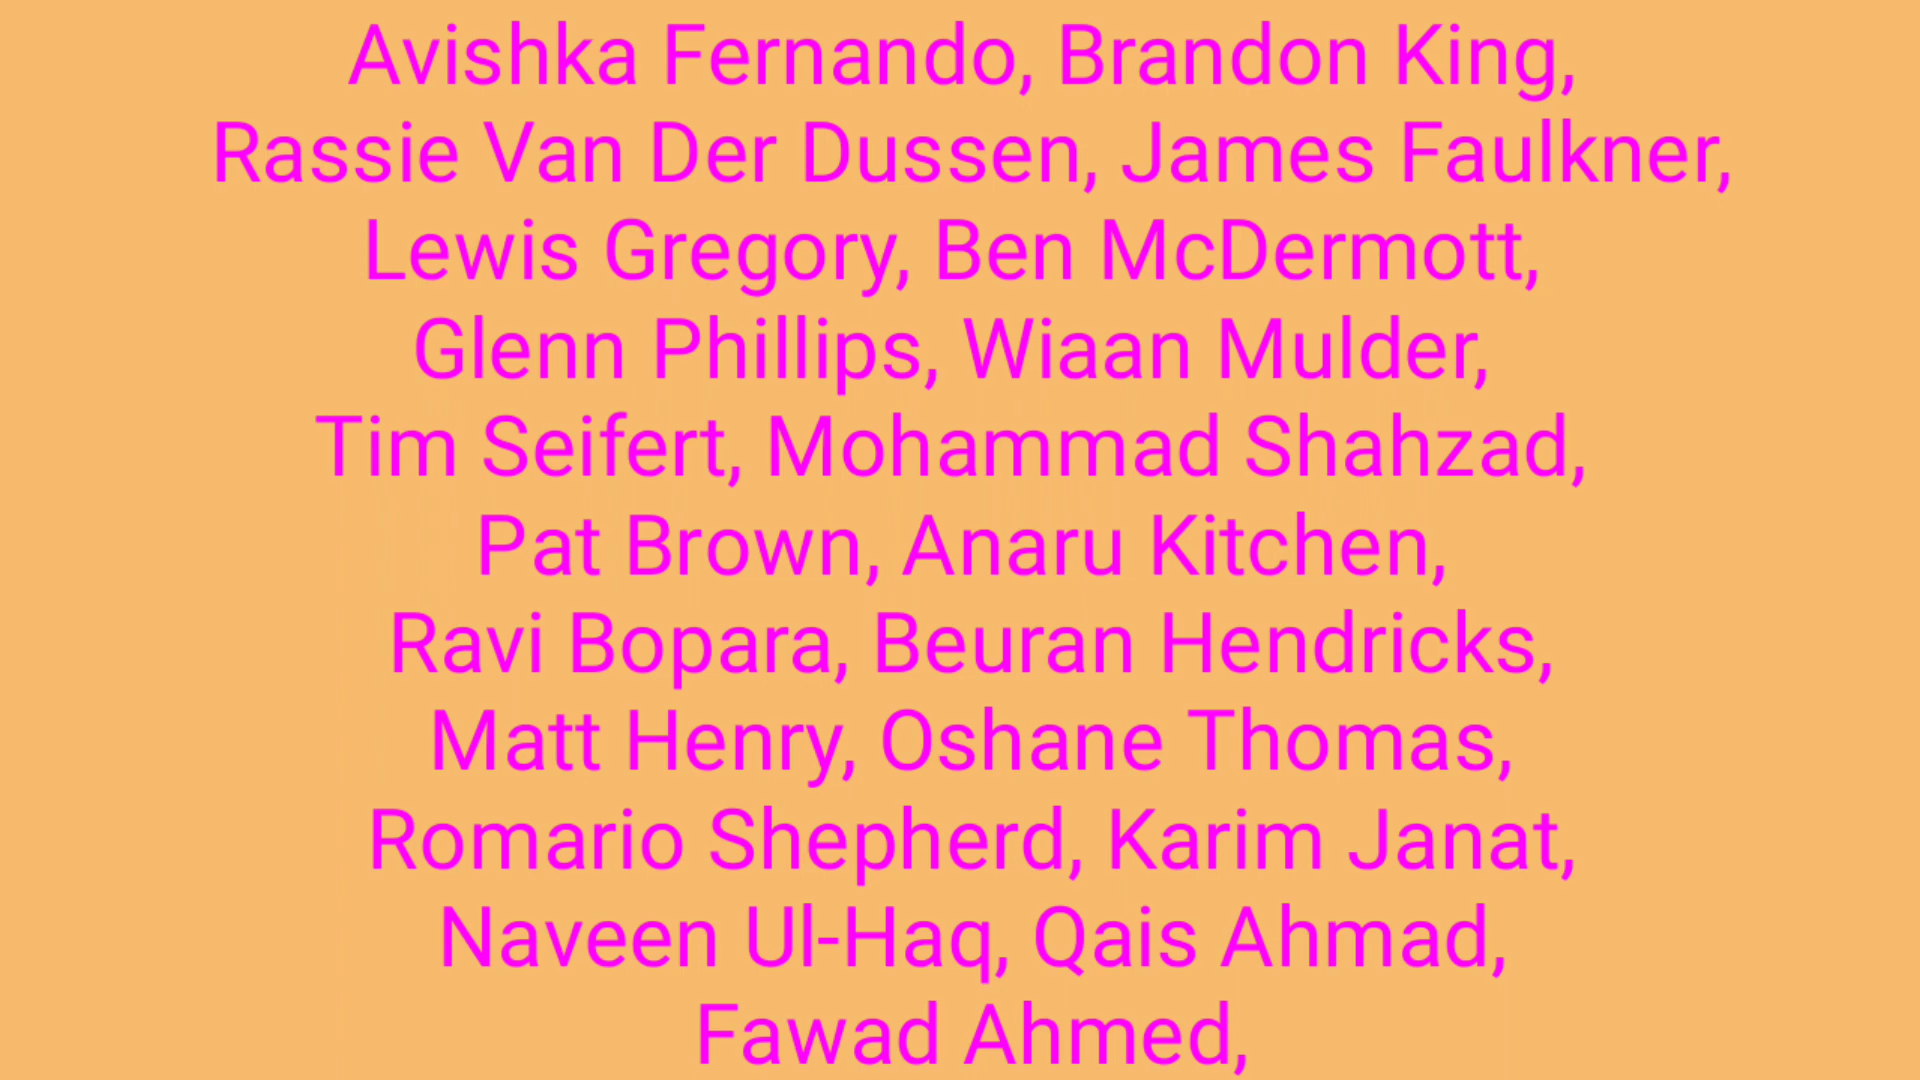 Avishka Fernando, Brandon King,
Rassie Van Der Dussen, James Faulkner,
Lewis Gregory, Ben McDermott,
Glenn Phillips, Wiaan Mulder,
Tim Seifert, Mohammad Shahzad,
Pat Brown, Anaru Kitchen,
Ravi Bopara, Beuran Hendricks,
Matt Henry, Oshane Thomas,
Romario Shepherd, Karim Janat,
Naveen Ul-Haq, Qais Ahmad,
Fawad Ahmed,